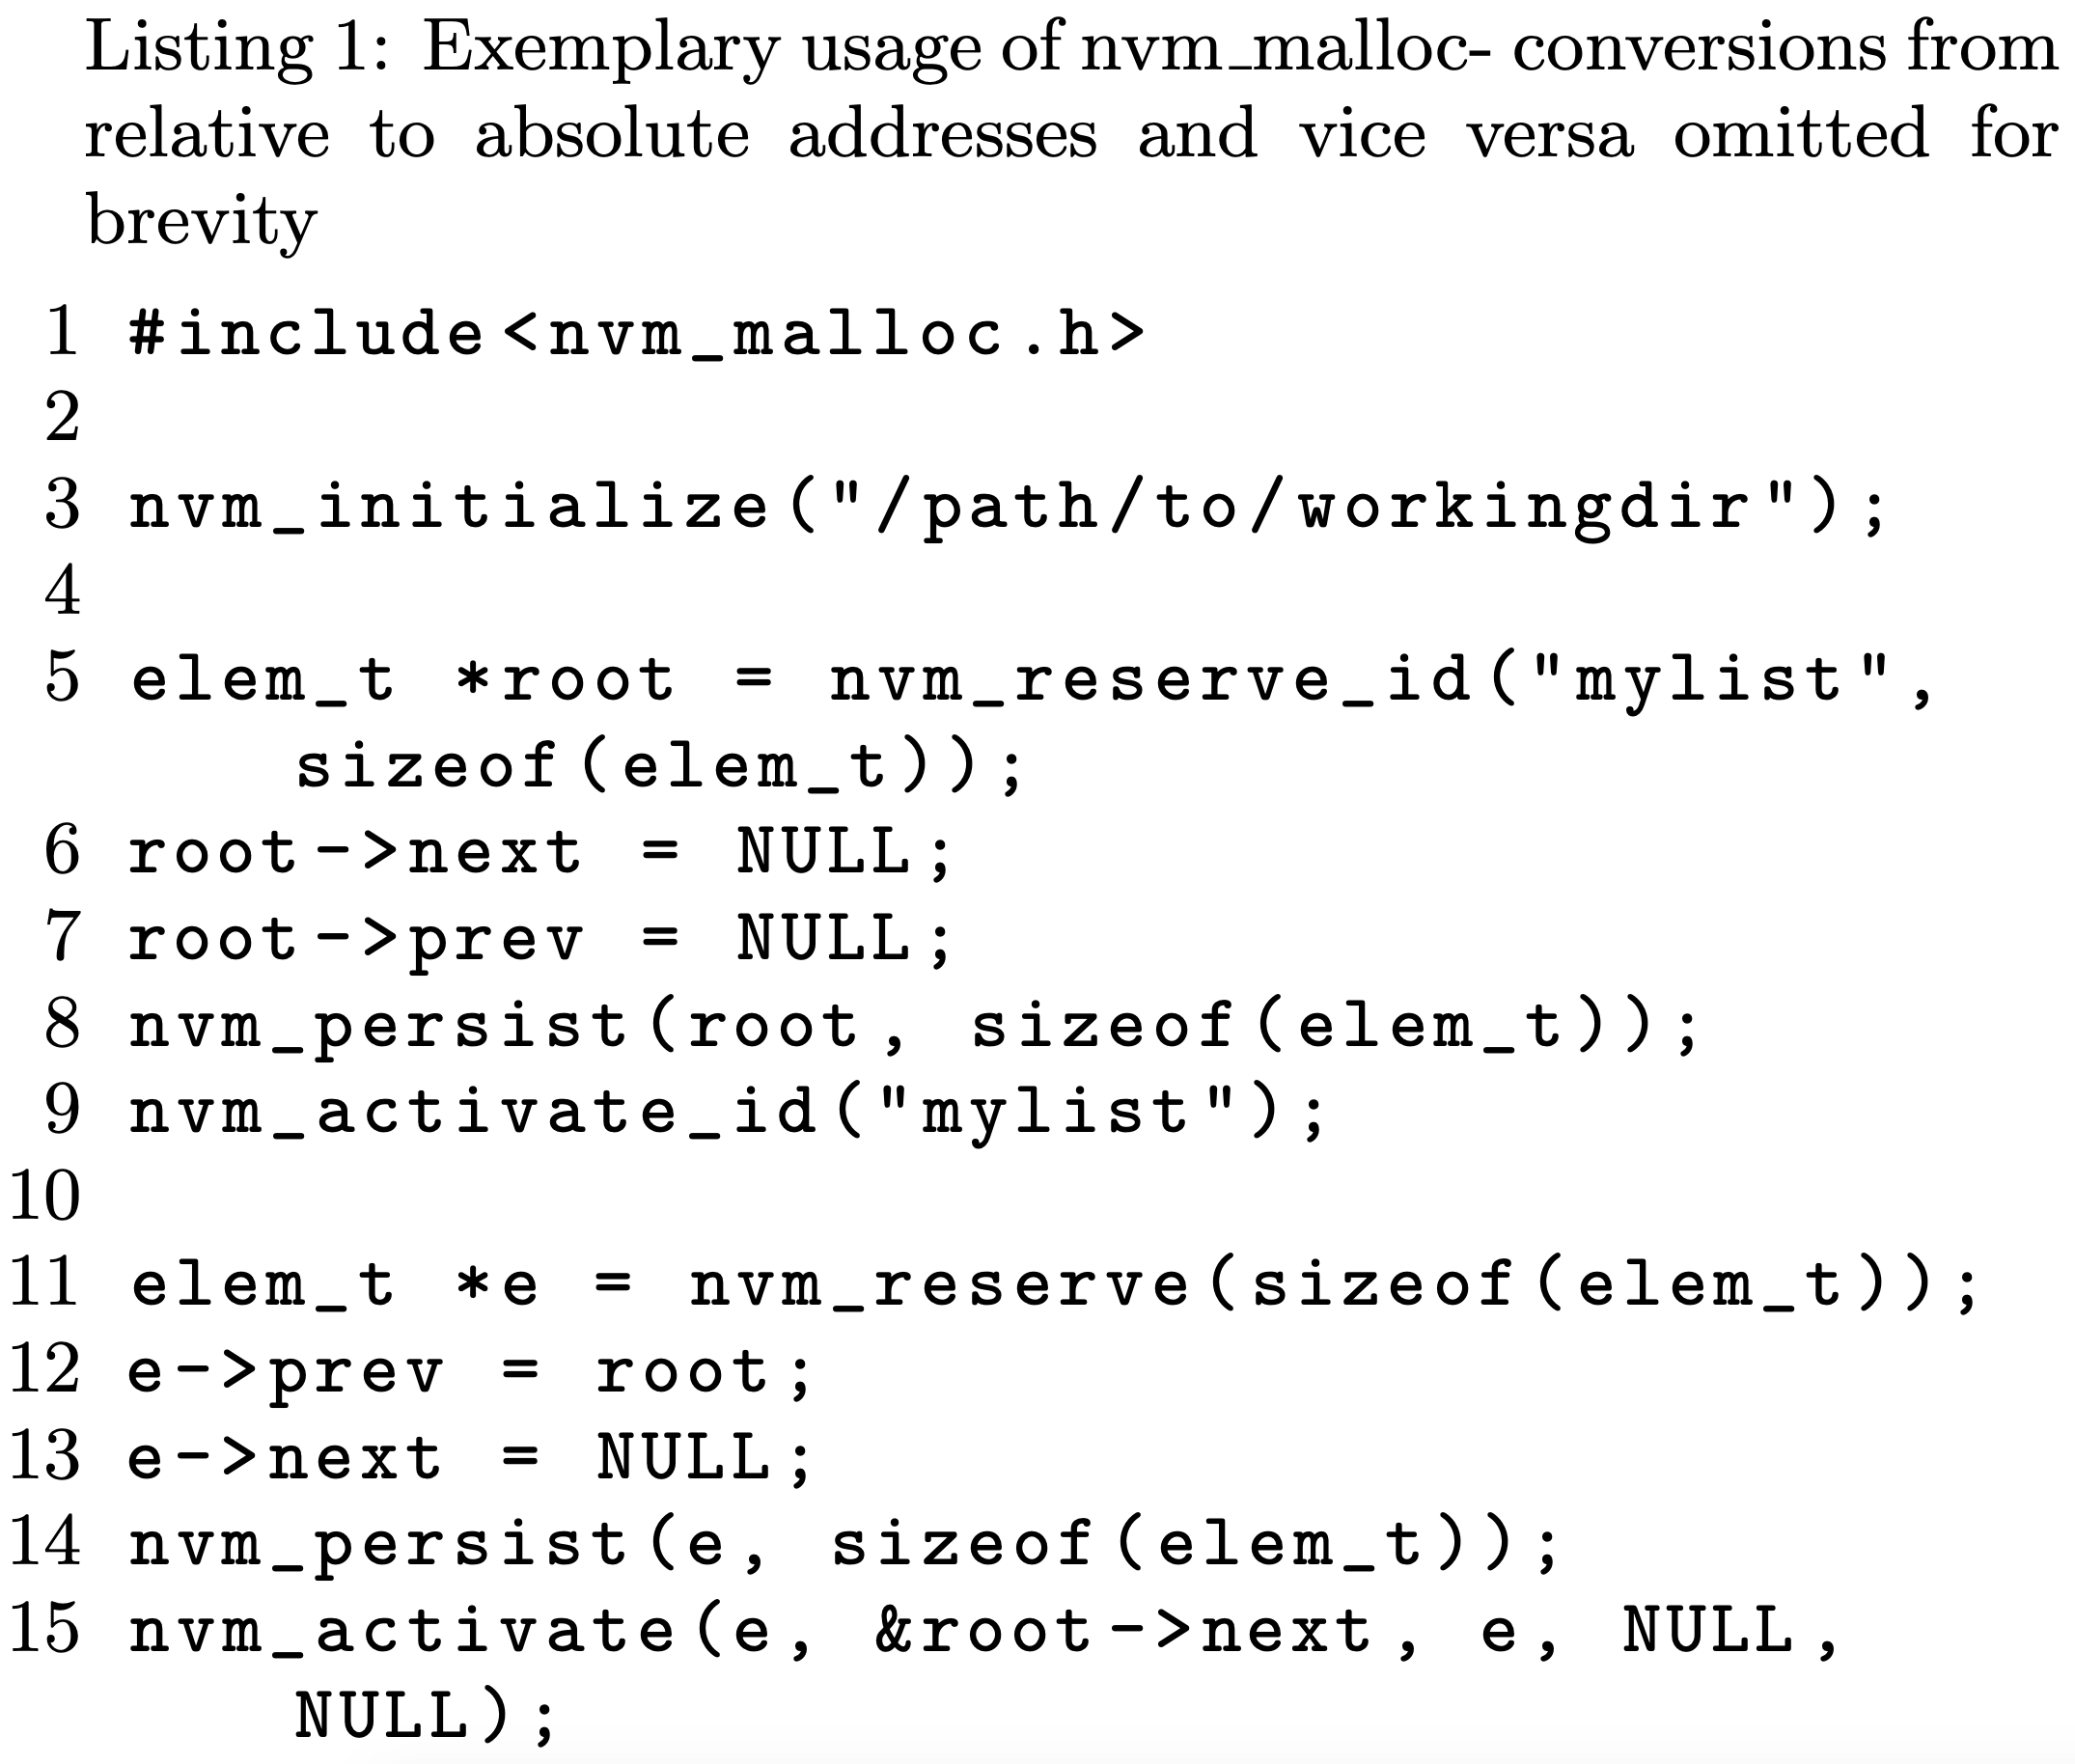 Listing 1: Exemplary usage of nvm_malloc- conversions from
relative to absolute addresses and vice versa omitted for
brevity
1 #include<nvm_malloc.h>
2
3 nvm_initialize("/path/to/workingdir");
4
5 elem_t *root = nvm_reserve_id("mylist",
sizeof(elem_t));
6 root->next = NULL;
7 root->prev = NULL;
8 nvm_persist(root, sizeof(elem_t));
9 nvm_activate_id("mylist");
10
11 elem_t *e = nvm_reserve(sizeof(elem_t));
12 e->prev = root;
13 e->next = NULL;
14 nvm_persist(e, sizeof(elem_t));
15 nvm_activate(e, &root->next, e, NULL,
NULL);